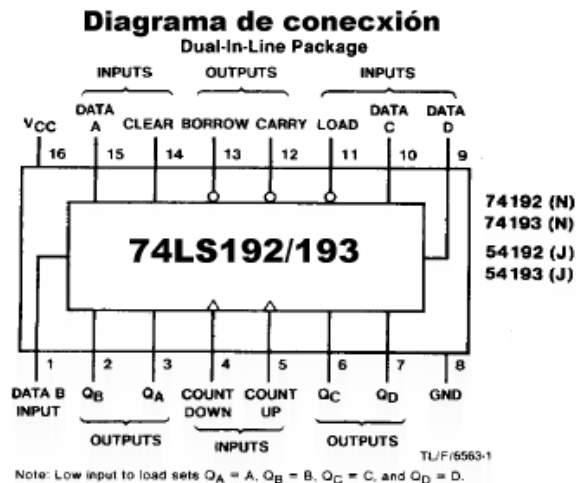 Diagrama de conecxión
Dual-In-Line Package
INPUTS OUTPUTS INPUTS
VCC DATA A CLEAR BORROW CARRY LOAD DATA C DATA D
16 15 14 13 12 11 10 9
74LS192/193
74192 (N)
74193 (N)
54192 (J)
54193 (J)
1 2 3 4 5 6 7 8
DATA B INPUT QB QA COUNT DOWN COUNT UP QC QD GND
OUTPUTS INPUTS OUTPUTS
TL/F/6563-1
Note: Low input to load sets QA = A, QB = B, QC = C, and QD = D.